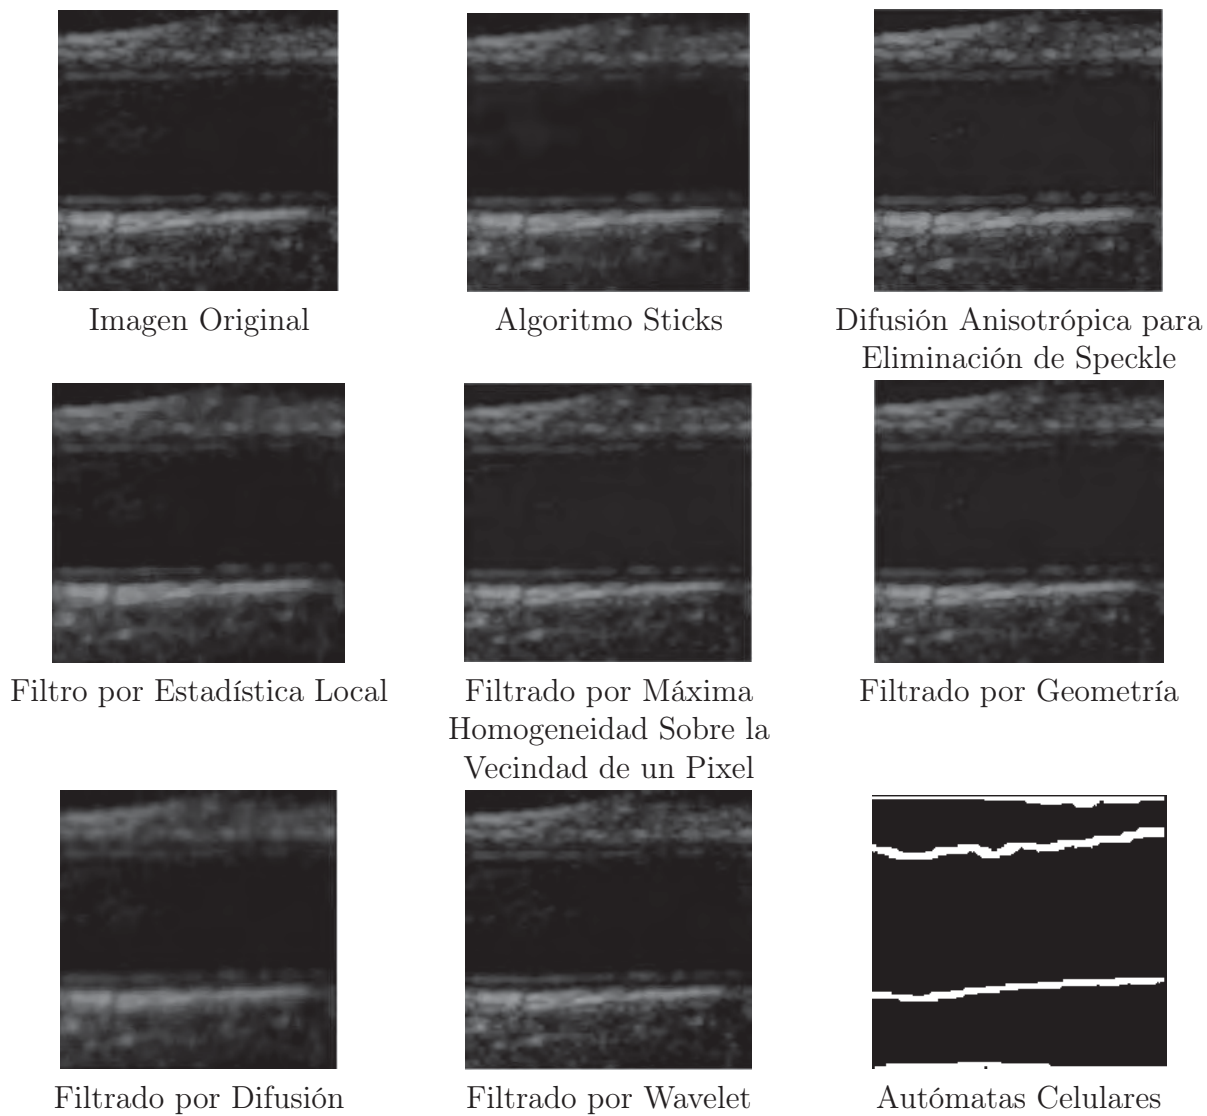 Imagen Original
Algoritmo Sticks
Difusión Anisotrópica para
Eliminación de Speckle
Filtro por Estadística Local
Filtrado por Máxima
Homogeneidad Sobre la
Vecindad de un Pixel
Filtrado por Geometría
Filtrado por Difusión
Filtrado por Wavelet
Autómatas Celulares